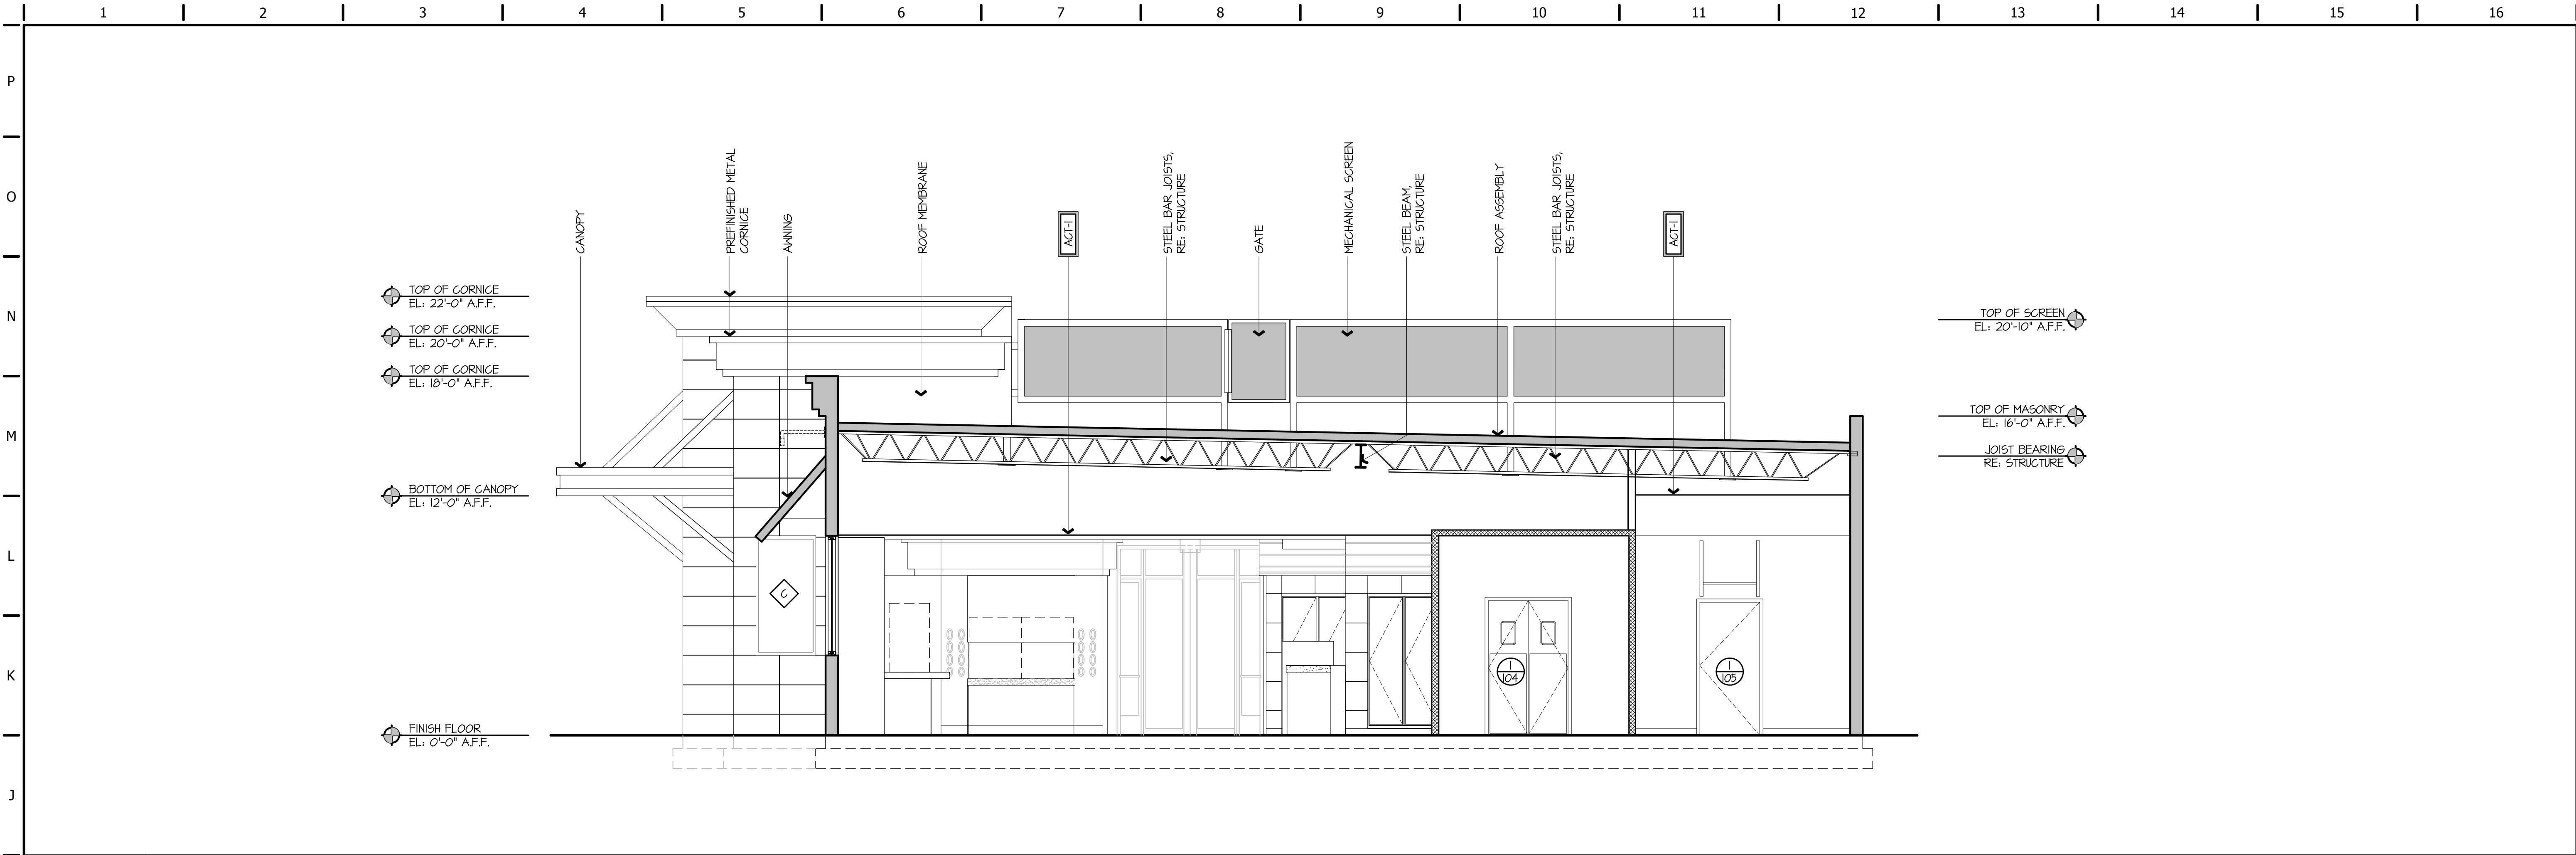 1 2 3 4 5 6 7 8 9 10 11 12 13 14 15 16
P
O
N
M
L
K
J
CANOPY
PREFINISHED METAL
CORNICE
AWNING
ROOF MEMBRANE
ACT-1
STEEL BAR JOISTS,
RE: STRUCTURE
GATE
MECHANICAL SCREEN
STEEL BEAM,
RE: STRUCTURE
ROOF ASSEMBLY
STEEL BAR JOISTS,
RE: STRUCTURE
ACT-1
TOP OF CORNICE
EL: 22'-0" A.F.F.
TOP OF CORNICE
EL: 20'-0" A.F.F.
TOP OF CORNICE
EL: 18'-0" A.F.F.
BOTTOM OF CANOPY
EL: 12'-0" A.F.F.
FINISH FLOOR
EL: 0'-0" A.F.F.
C
1
104
1
105
TOP OF SCREEN
EL: 20'-10" A.F.F.
TOP OF MASONRY
EL: 16'-0" A.F.F.
JOIST BEARING
RE: STRUCTURE